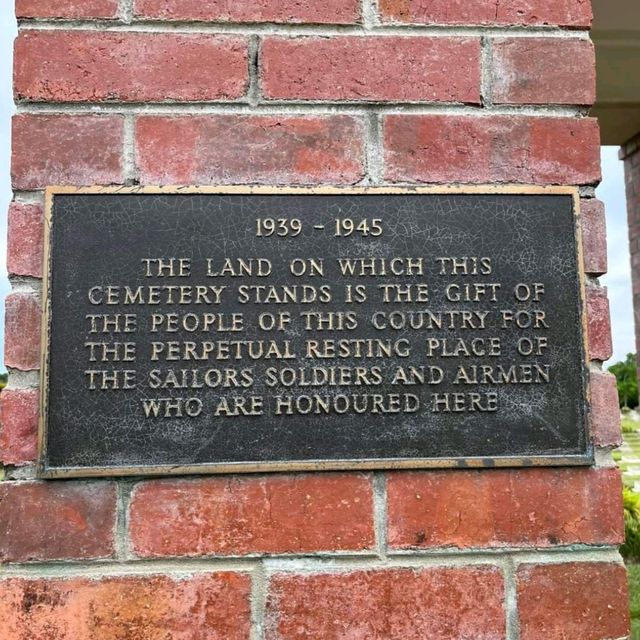 1939 - 1945
THE LAND ON WHICH THIS
CEMETERY STANDS IS THE GIFT OF
THE PEOPLE OF THIS COUNTRY FOR
THE PERPETUAL RESTING PLACE OF
THE SAILORS SOLDIERS AND AIRMEN
WHO ARE HONOURED HERE